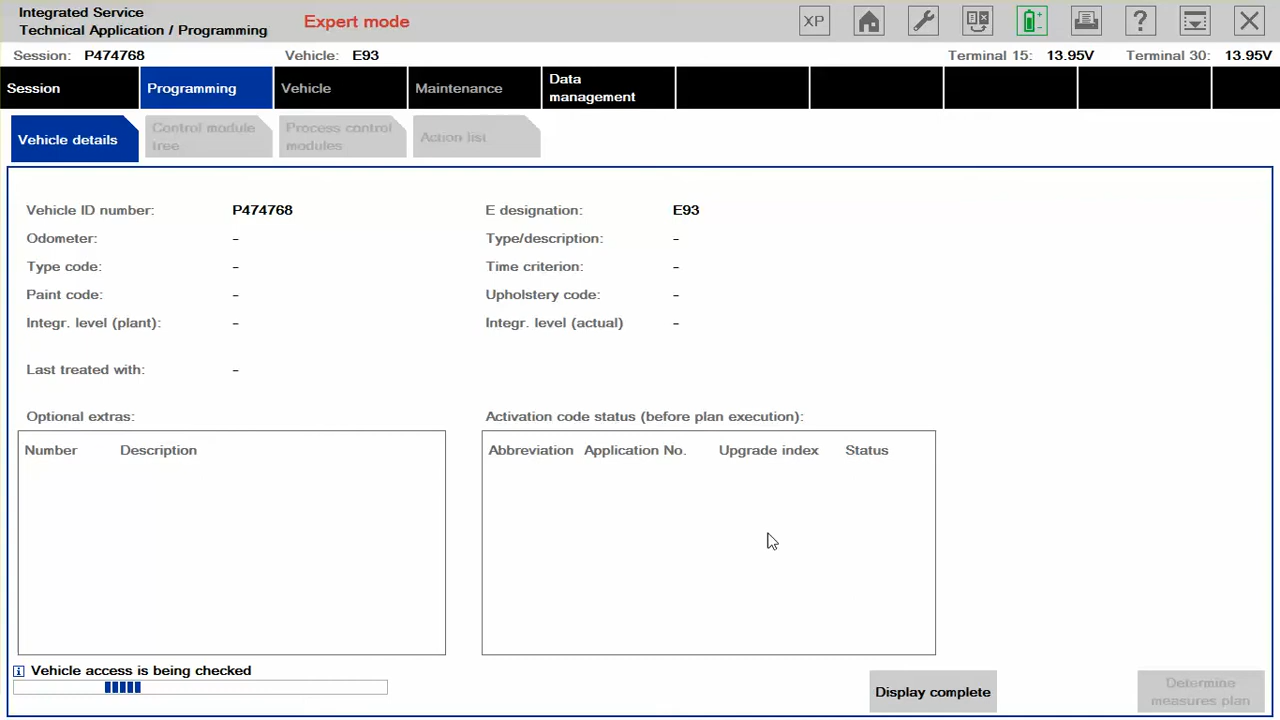 Integrated Service
Technical Application / Programming
Expert mode
XP
?
Session: P474768 Vehicle: E93 Terminal 15: 13.95V Terminal 30: 13.95V
Session Programming Vehicle Maintenance Data management
Vehicle details Control module tree Process control modules Action list
Vehicle ID number: P474768 E designation: E93
Odometer: - Type/description: -
Type code: - Time criterion: -
Paint code: - Upholstery code: -
Integr. level (plant): - Integr. level (actual) -
Last treated with: -
Optional extras: Activation code status (before plan execution):
Number Description Abbreviation Application No. Upgrade index Status
i Vehicle access is being checked
Display complete
Determine
measures plan